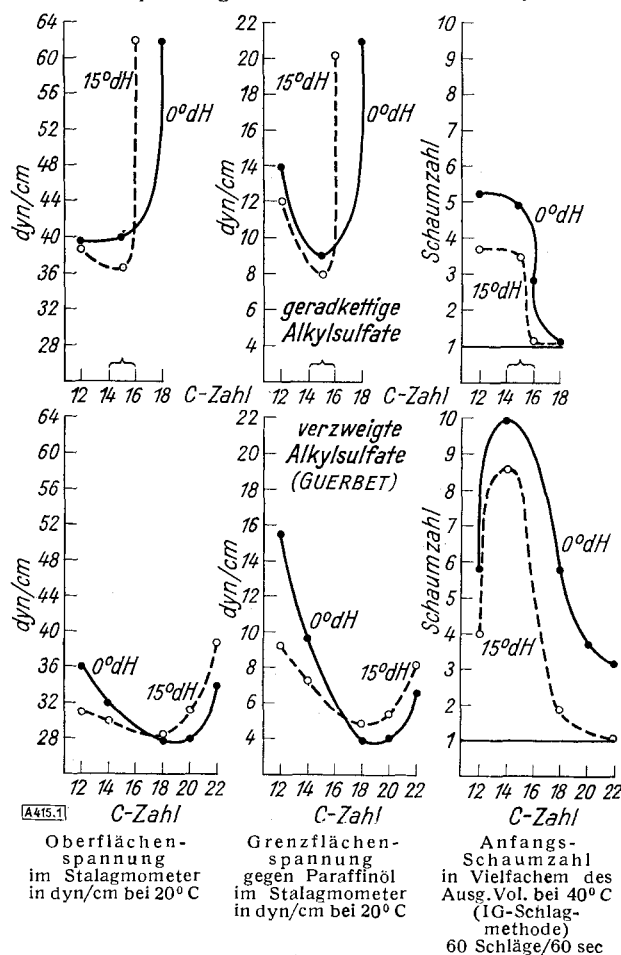 64
60
56
52
48
44
40
36
32
28
dyn/cm
15°dH
0°dH
12 14 16 18 C-Zahl
22
20
18
16
14
12
10
8
6
4
dyn/cm
15°dH
0°dH
geradkettige
Alkylsulfate
12 14 16 18 C-Zahl
10
9
8
7
6
5
4
3
2
1
Schaumzahl
0°dH
15°dH
12 14 16 18
64
60
56
52
48
44
40
36
32
28
dyn/cm
0°dH
15°dH
12 14 16 18 20 22
C-Zahl
22
20
18
16
14
12
10
8
6
4
2
0
dyn/cm
verzweigte
Alkylsulfate
(GUERBET)
0°dH
15°dH
12 14 16 18 20 22
C-Zahl
10
9
8
7
6
5
4
3
2
1
Schaumzahl
0°dH
15°dH
12 14 16 18 20 22
C-Zahl
A415.1
Oberflächen-
spannung
im Stalagmometer
in dyn/cm bei 20°C
Grenzflächen-
spannung
gegen Paraffinöl
im Stalagmometer
in dyn/cm bei 20°C
Anfangs-
Schaumzahl
in Vielfachem des
Ausg.Vol. bei 40°C
(IG-Schlag-
methode)
60 Schläge/60 sec